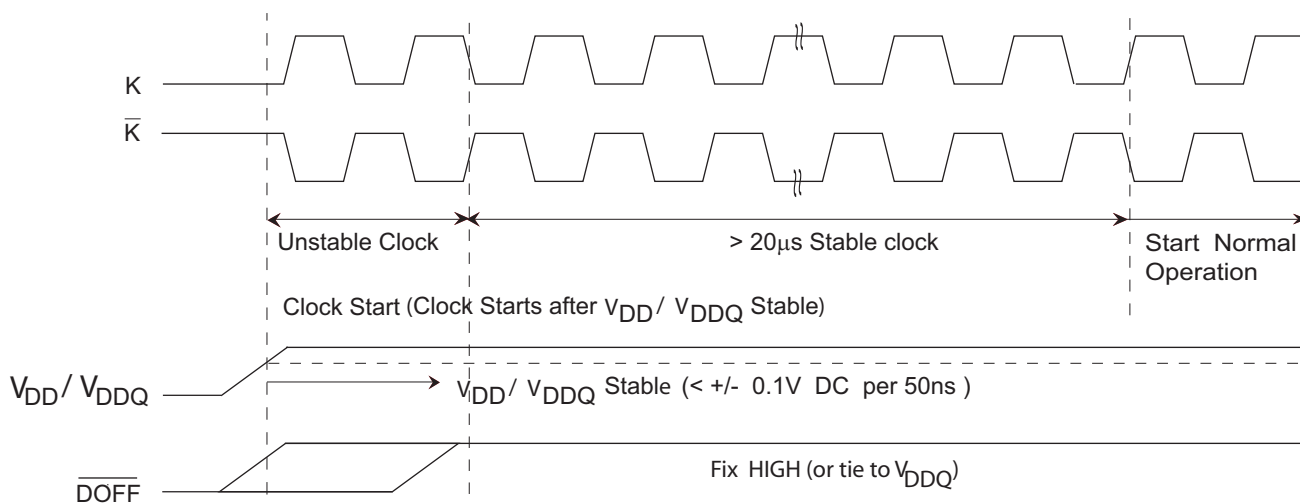 K
K̅
Unstable Clock
> 20μs Stable clock
Start Normal
Operation
Clock Start (Clock Starts after VDD / VDDQ Stable)
VDD / VDDQ
VDD / VDDQ Stable (< +/- 0.1V DC per 50ns )
Fix HIGH (or tie to VDDQ)
D̅O̅F̅F̅